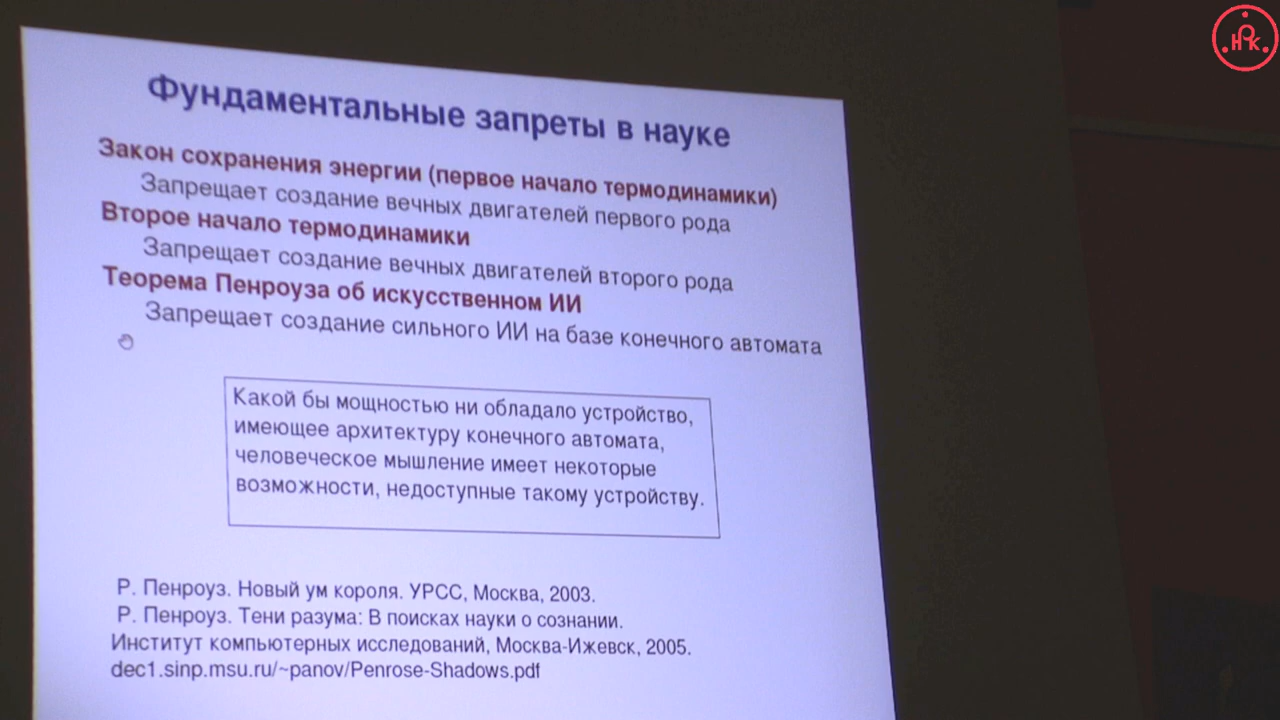 Фундаментальные запреты в науке
Закон сохранения энергии (первое начало термодинамики)
Запрещает создание вечных двигателей первого рода
Второе начало термодинамики
Запрещает создание вечных двигателей второго рода
Теорема Пенроуза об искусственном ИИ
Запрещает создание сильного ИИ на базе конечного автомата
Какой бы мощностью ни обладало устройство,
имеющее архитектуру конечного автомата,
человеческое мышление имеет некоторые
возможности, недоступные такому устройству.
Р. Пенроуз. Новый ум короля. УРСС, Москва, 2003.
Р. Пенроуз. Тени разума: В поисках науки о сознании.
Институт компьютерных исследований, Москва-Ижевск, 2005.
dec1.sinp.msu.ru/~panov/Penrose-Shadows.pdf